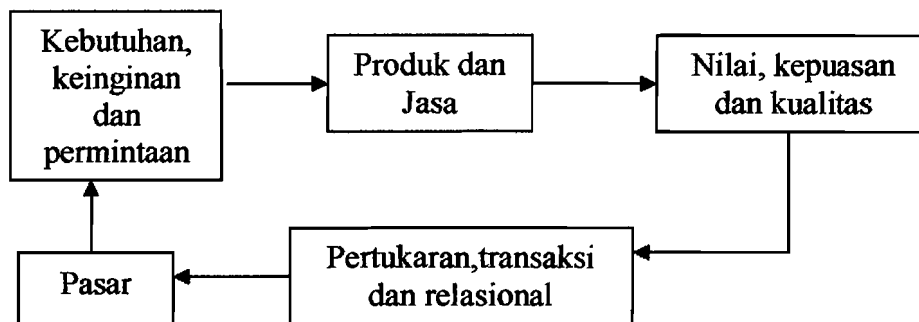 Kebutuhan,
keinginan
dan
permintaan
Produk dan
Jasa
Nilai, kepuasan
dan kualitas
Pertukaran,transaksi
dan relasional
Pasar